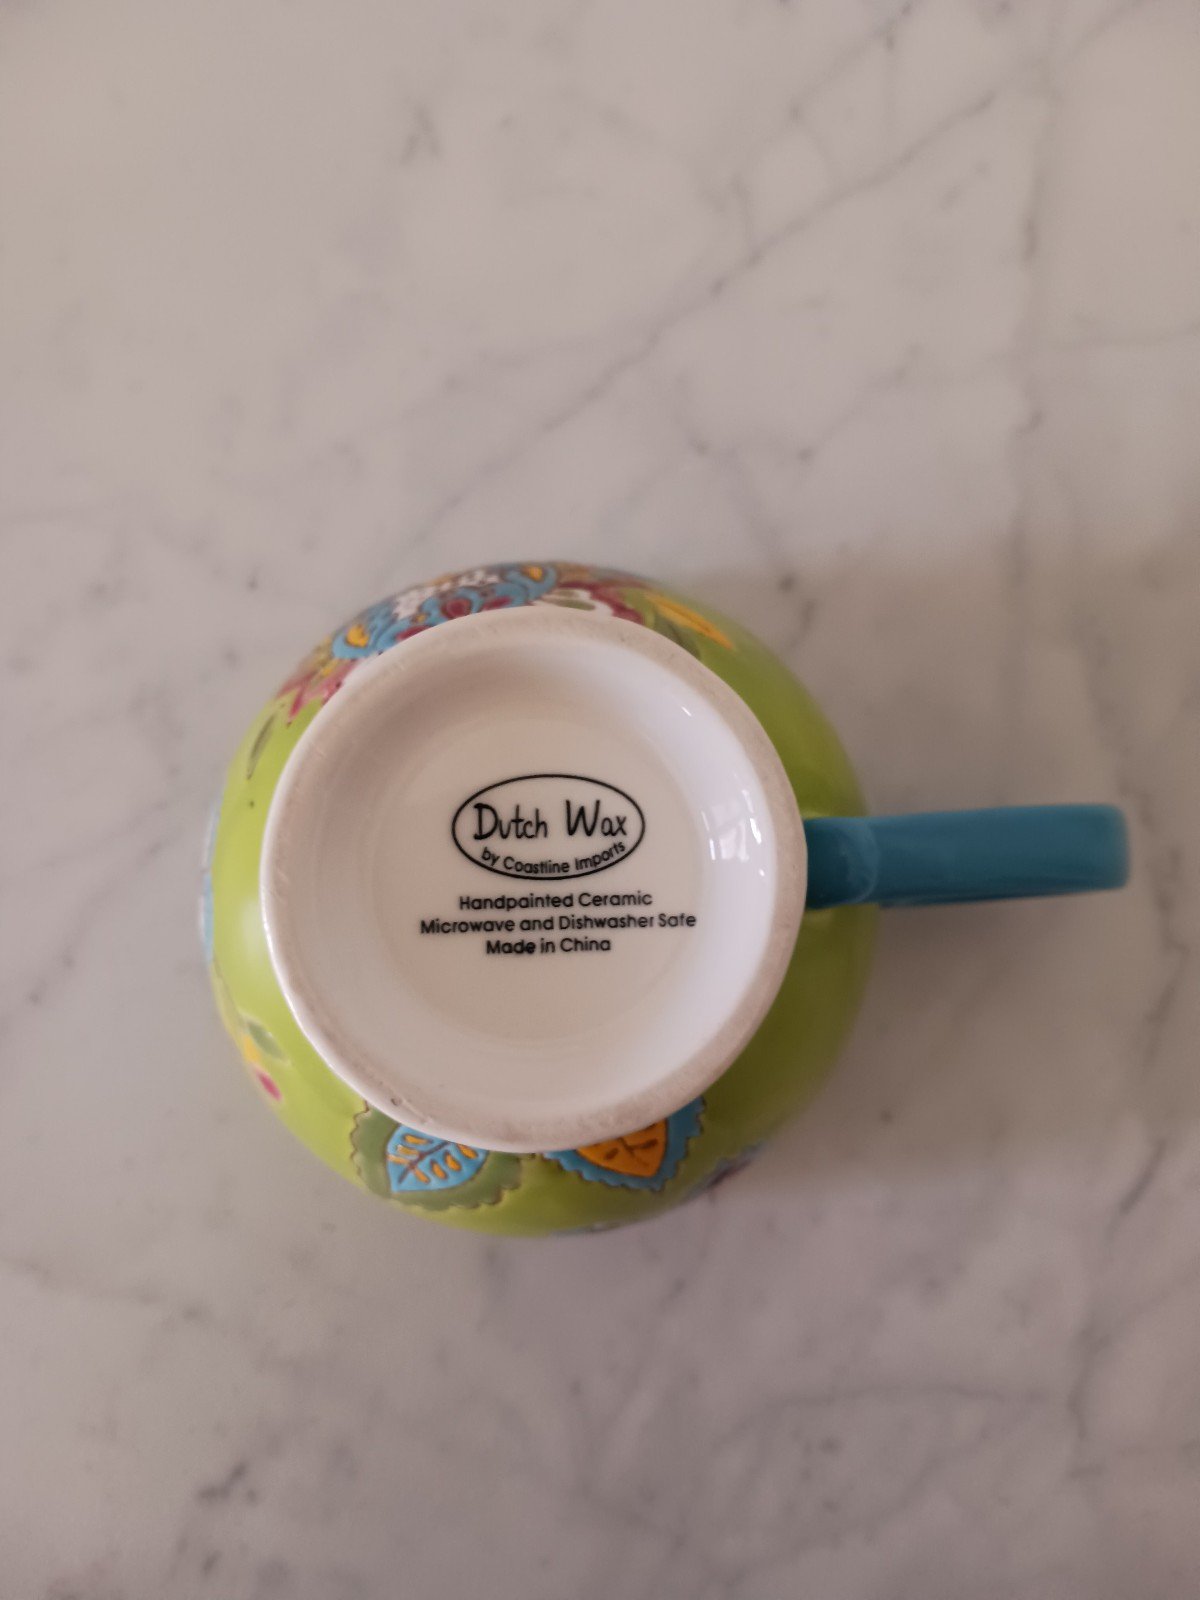 Dutch Wax
by Coastline Imports
Handpainted Ceramic
Microwave and Dishwasher Safe
Made in China